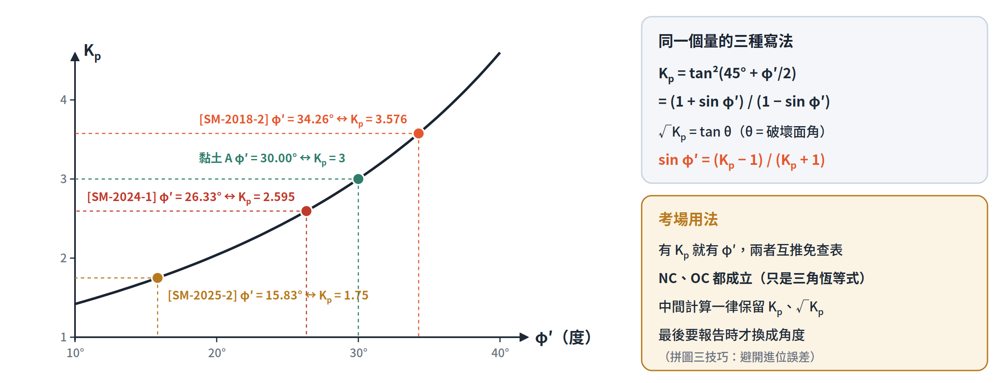 Kp
4
3
2
1
10°
20°
30°
40°
φ′（度）
[SM-2018-2] φ′ = 34.26° ↔ Kp = 3.576
黏土 A φ′ = 30.00° ↔ Kp = 3
[SM-2024-1] φ′ = 26.33° ↔ Kp = 2.595
[SM-2025-2] φ′ = 15.83° ↔ Kp = 1.75
同一個量的三種寫法
Kp = tan²(45° + φ′/2)
= (1 + sin φ′) / (1 − sin φ′)
√Kp = tan θ（θ = 破壞面角）
sin φ′ = (Kp − 1) / (Kp + 1)
考場用法
有 Kp 就有 φ′，兩者互推免查表
NC、OC 都成立（只是三角恆等式）
中間計算一律保留 Kp、√Kp
最後要報告時才換成角度
（拼圖三技巧：避開進位誤差）